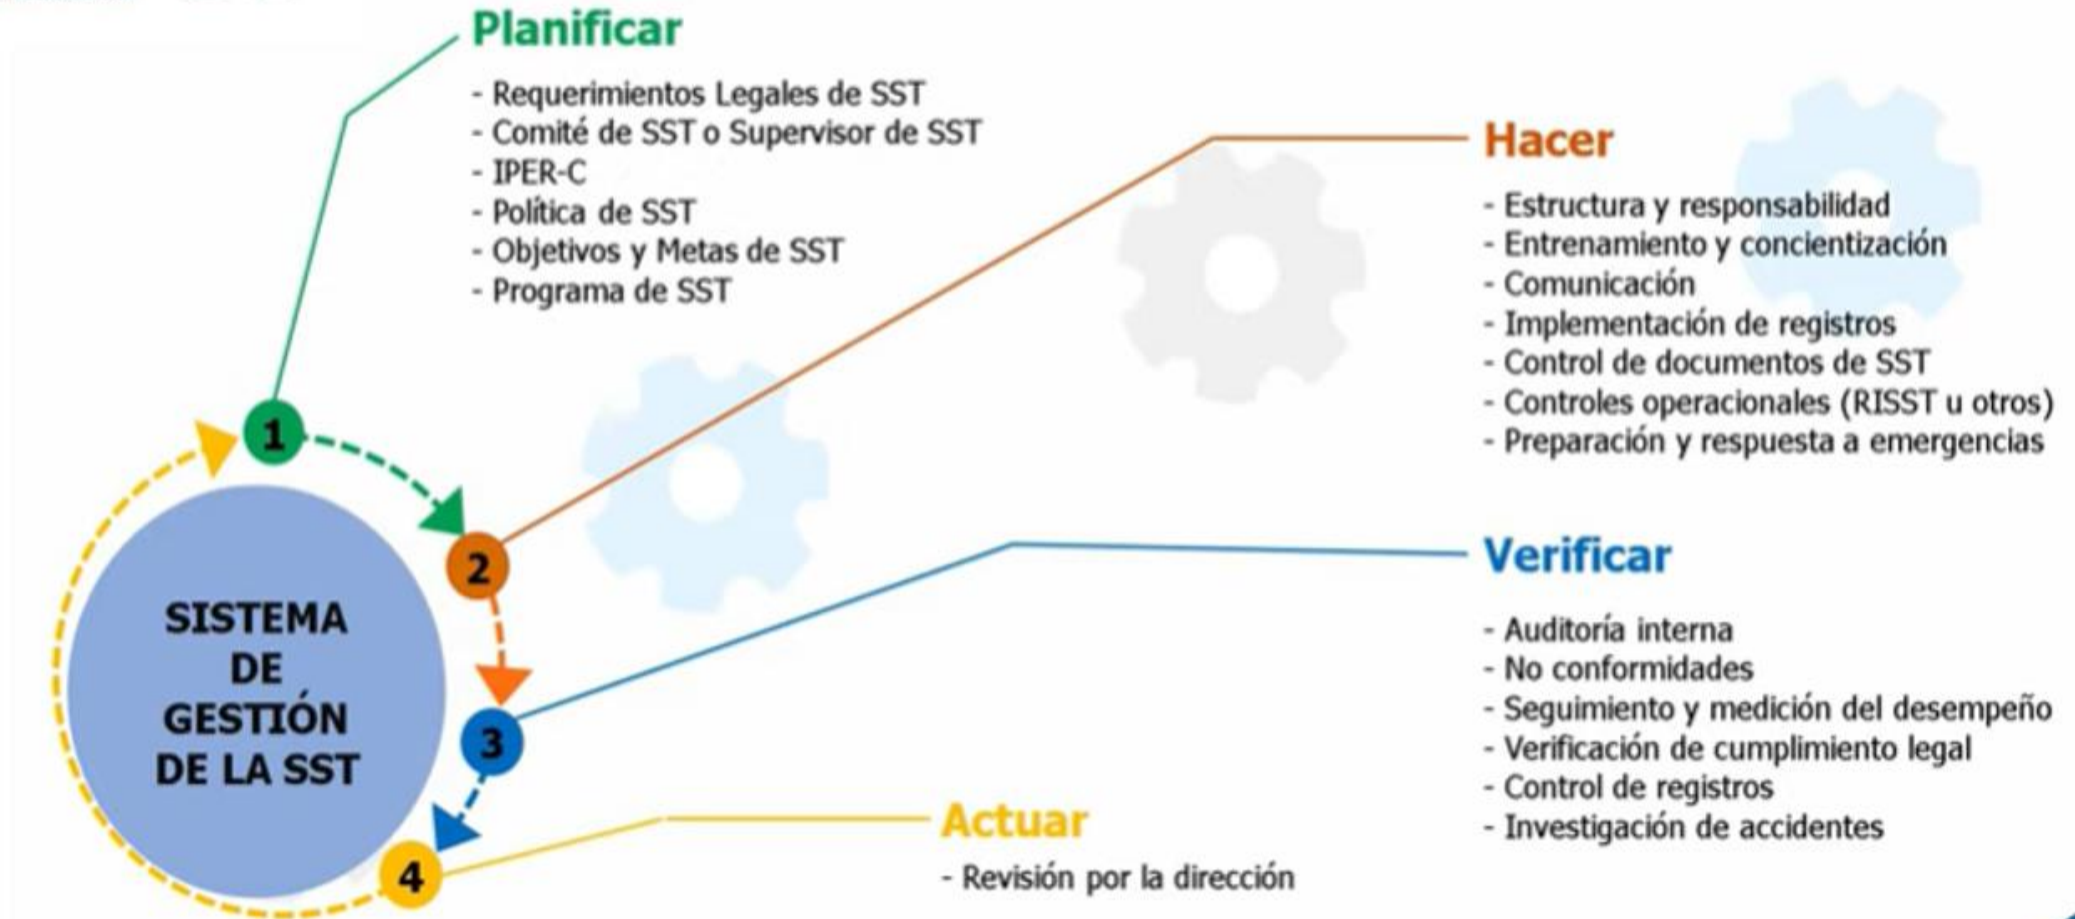 Planificar
- Requerimientos Legales de SST
- Comité de SST o Supervisor de SST
- IPER-C
- Política de SST
- Objetivos y Metas de SST
- Programa de SST
Hacer
- Estructura y responsabilidad
- Entrenamiento y concientización
- Comunicación
- Implementación de registros
- Control de documentos de SST
- Controles operacionales (RISST u otros)
- Preparación y respuesta a emergencias
1
2
3
4
SISTEMA
DE
GESTIÓN
DE LA SST
Verificar
- Auditoría interna
- No conformidades
- Seguimiento y medición del desempeño
- Verificación de cumplimiento legal
- Control de registros
- Investigación de accidentes
Actuar
- Revisión por la dirección